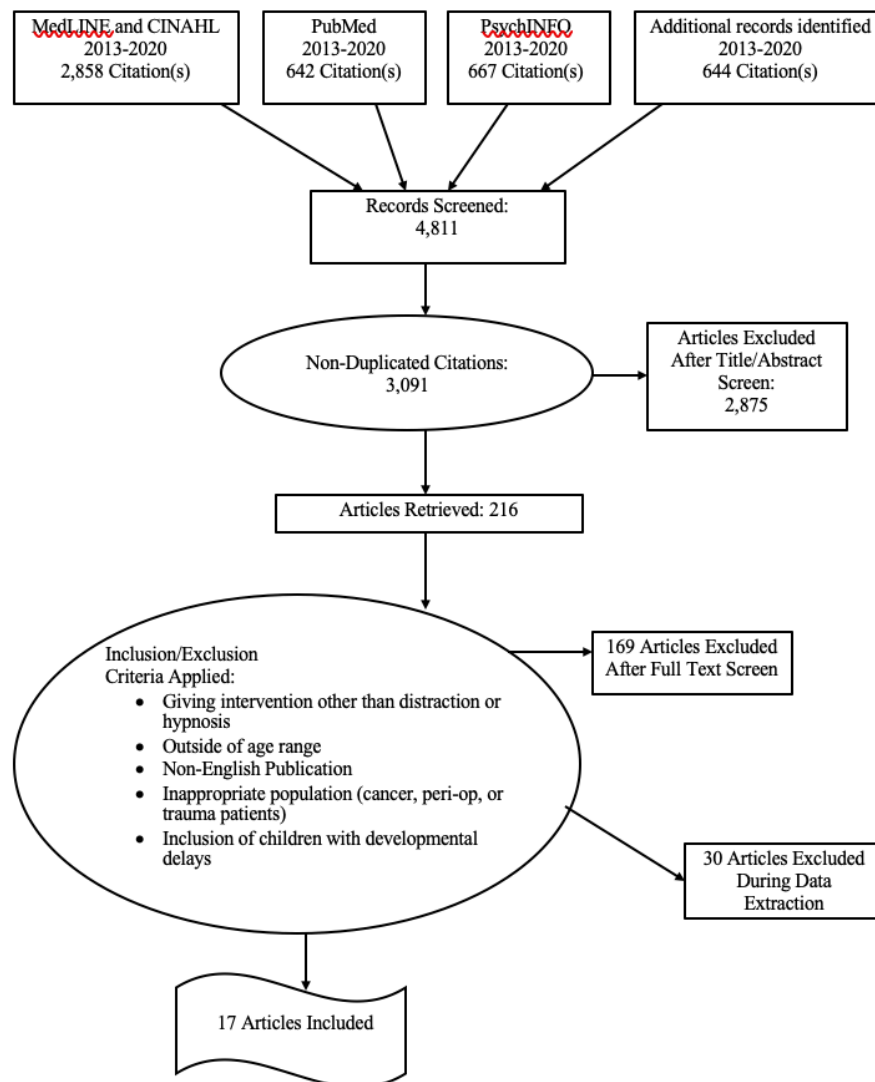 MedLINE and CINAHL
2013-2020
2,858 Citation(s)
PubMed
2013-2020
642 Citation(s)
PsychINFO
2013-2020
667 Citation(s)
Additional records identified
2013-2020
644 Citation(s)
Records Screened:
4,811
Non-Duplicated Citations:
3,091
Articles Excluded
After Title/Abstract
Screen:
2,875
Articles Retrieved: 216
Inclusion/Exclusion
Criteria Applied:
• Giving intervention other than distraction or
hypnosis
• Outside of age range
• Non-English Publication
• Inappropriate population (cancer, peri-op, or
trauma patients)
• Inclusion of children with developmental
delays
169 Articles Excluded
After Full Text Screen
30 Articles Excluded
During Data
Extraction
17 Articles Included